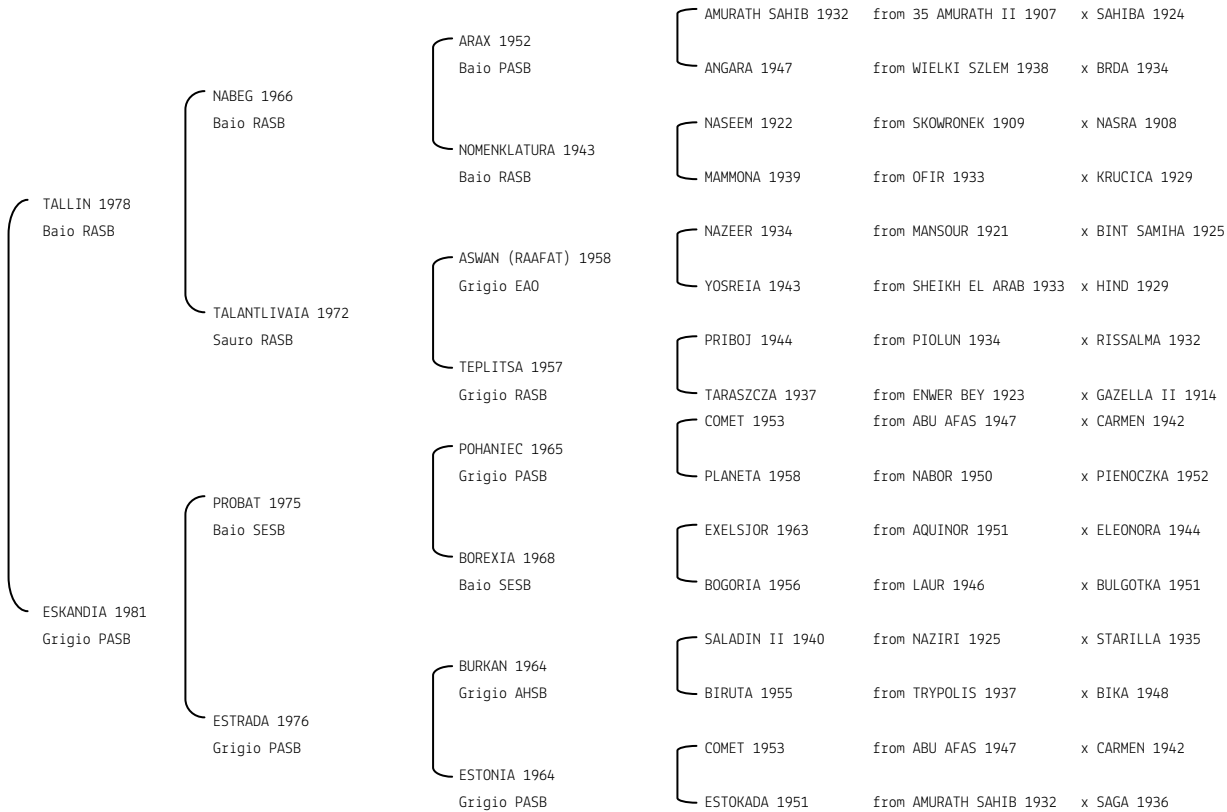 AMURATH SAHIB 1932 from 35 AMURATH II 1907 x SAHIBA 1924
ARAX 1952
Baio PASB
ANGARA 1947 from WIELKI SZLEM 1938 x BRDA 1934
NABEG 1966
Baio RASB
NASEEM 1922 from SKOWRONEK 1909 x NASRA 1908
NOMENKLATURA 1943
Baio RASB
MAMMONA 1939 from OFIR 1933 x KRUCICA 1929
TALLIN 1978
Baio RASB
NAZEER 1934 from MANSOUR 1921 x BINT SAMIHA 1925
ASWAN (RAAFAT) 1958
Grigio EAO
YOSREIA 1943 from SHEIKH EL ARAB 1933 x HIND 1929
TALANTLIVAIA 1972
Sauro RASB
PRIBOJ 1944 from PIOLUN 1934 x RISSALMA 1932
TEPLITSA 1957
Grigio RASB
TARASZCZA 1937 from ENWER BEY 1923 x GAZELLA II 1914
COMET 1953 from ABU AFAS 1947 x CARMEN 1942
POHANIEC 1965
Grigio PASB
PLANETA 1958 from NABOR 1950 x PIENOCZKA 1952
PROBAT 1975
Baio SESB
EXELSJOR 1963 from AQUINOR 1951 x ELEONORA 1944
BOREXIA 1968
Baio SESB
BOGORIA 1956 from LAUR 1946 x BULGOTKA 1951
ESKANDIA 1981
Grigio PASB
SALADIN II 1940 from NAZIRI 1925 x STARILLA 1935
BURKAN 1964
Grigio AHSB
BIRUTA 1955 from TRYPOLIS 1937 x BIKA 1948
ESTRADA 1976
Grigio PASB
COMET 1953 from ABU AFAS 1947 x CARMEN 1942
ESTONIA 1964
Grigio PASB
ESTOKADA 1951 from AMURATH SAHIB 1932 x SAGA 1936